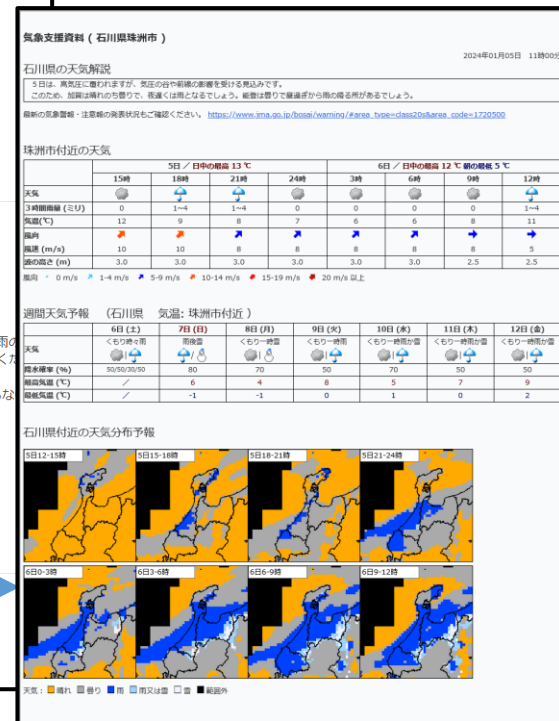 気象支援資料 ( 石川県珠洲市 )
2024年01月05日 11時00分
石川県の天気解説
5日は、高気圧に覆われますが、気圧の谷や前線の影響を受ける見込みです。
このため、加賀は晴れのち曇りで、夜遅くは雨となるでしょう。能登は曇りで昼過ぎから雨の降る所があるでしょう。
最新の気象警報・注意報の発表状況もご確認ください。 https://www.jma.go.jp/bosai/warning/#area_type=class20s&area_code=1720500
珠洲市付近の天気
5日 / 日中の最高 13 ℃ 6日 / 日中の最高 12 ℃ 朝の最低 5 ℃
15時 18時 21時 24時 3時 6時 9時 12時
天気
3時間雨量 (ミリ) 0 1~4 1~4 0 0 0 0 1~4
気温(℃) 12 9 8 7 6 6 8 11
風向
風速 (m/s) 10 10 8 8 8 8 8 5
波の高さ (m) 3.0 3.0 3.0 3.0 3.0 3.0 2.5 2.5
風向 0 m/s 1-4 m/s 5-9 m/s 10-14 m/s 15-19 m/s 20 m/s 以上
週間天気予報 (石川県 気温: 珠洲市付近 )
6日 (土) 7日 (日) 8日 (月) 9日 (火) 10日 (水) 11日 (木) 12日 (金)
天気 くもり時々雨 雨後雪 くもり一時雪 くもり一時雨 くもり一時雨か雪 くもり一時雨か雪 くもり一時雨か雪
降水確率 (%) 50/50/30/50 80 70 50 70 50 50
最高気温 (℃) / 6 4 8 5 7 9
最低気温 (℃) / -1 -1 0 1 0 2
石川県付近の天気分布予報
5日12-15時 5日15-18時 5日18-21時 5日21-24時
6日0-3時 6日3-6時 6日6-9時 6日9-12時
天気 : 晴れ 曇り 雨 雨又は雪 雪 範囲外